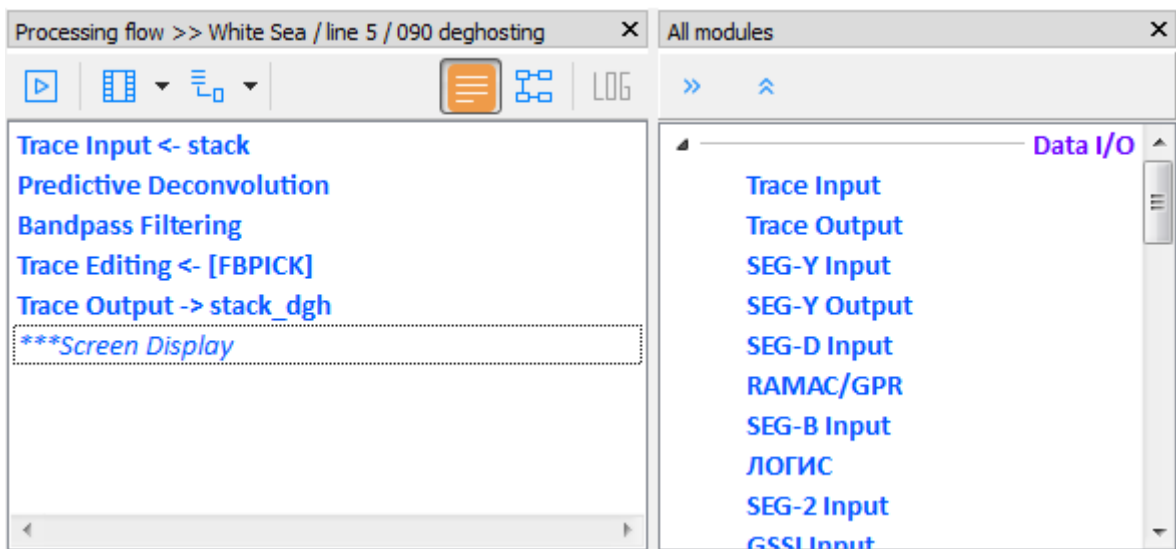 Processing flow >> White Sea / line 5 / 090 deghosting
LOG
Trace Input <- stack
Predictive Deconvolution
Bandpass Filtering
Trace Editing <- [FBPICK]
Trace Output -> stack_dgh
***Screen Display
All modules
Data I/O
Trace Input
Trace Output
SEG-Y Input
SEG-Y Output
SEG-D Input
RAMAC/GPR
SEG-B Input
ЛОГИС
SEG-2 Input
GSSI Input